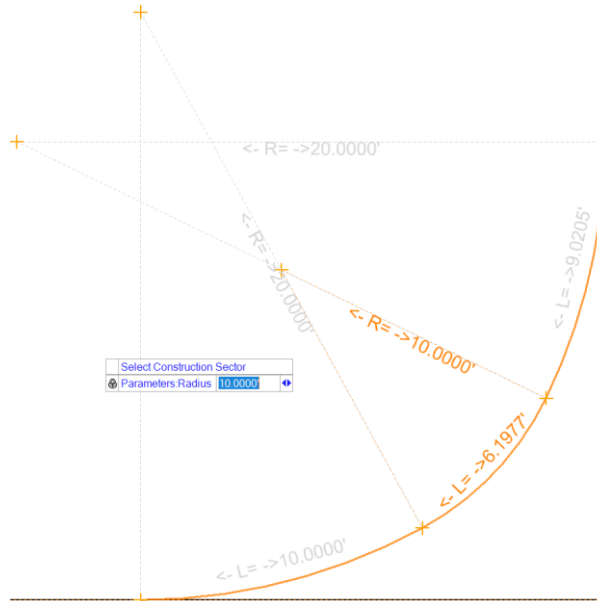 <- R= ->20.0000'
<- R= ->20.0000'
<- L= ->9.0205'
<- R= ->10.0000'
Select Construction Sector
Parameters:Radius 10.0000'
<- L= ->6.1977'
<- L= ->10.0000'